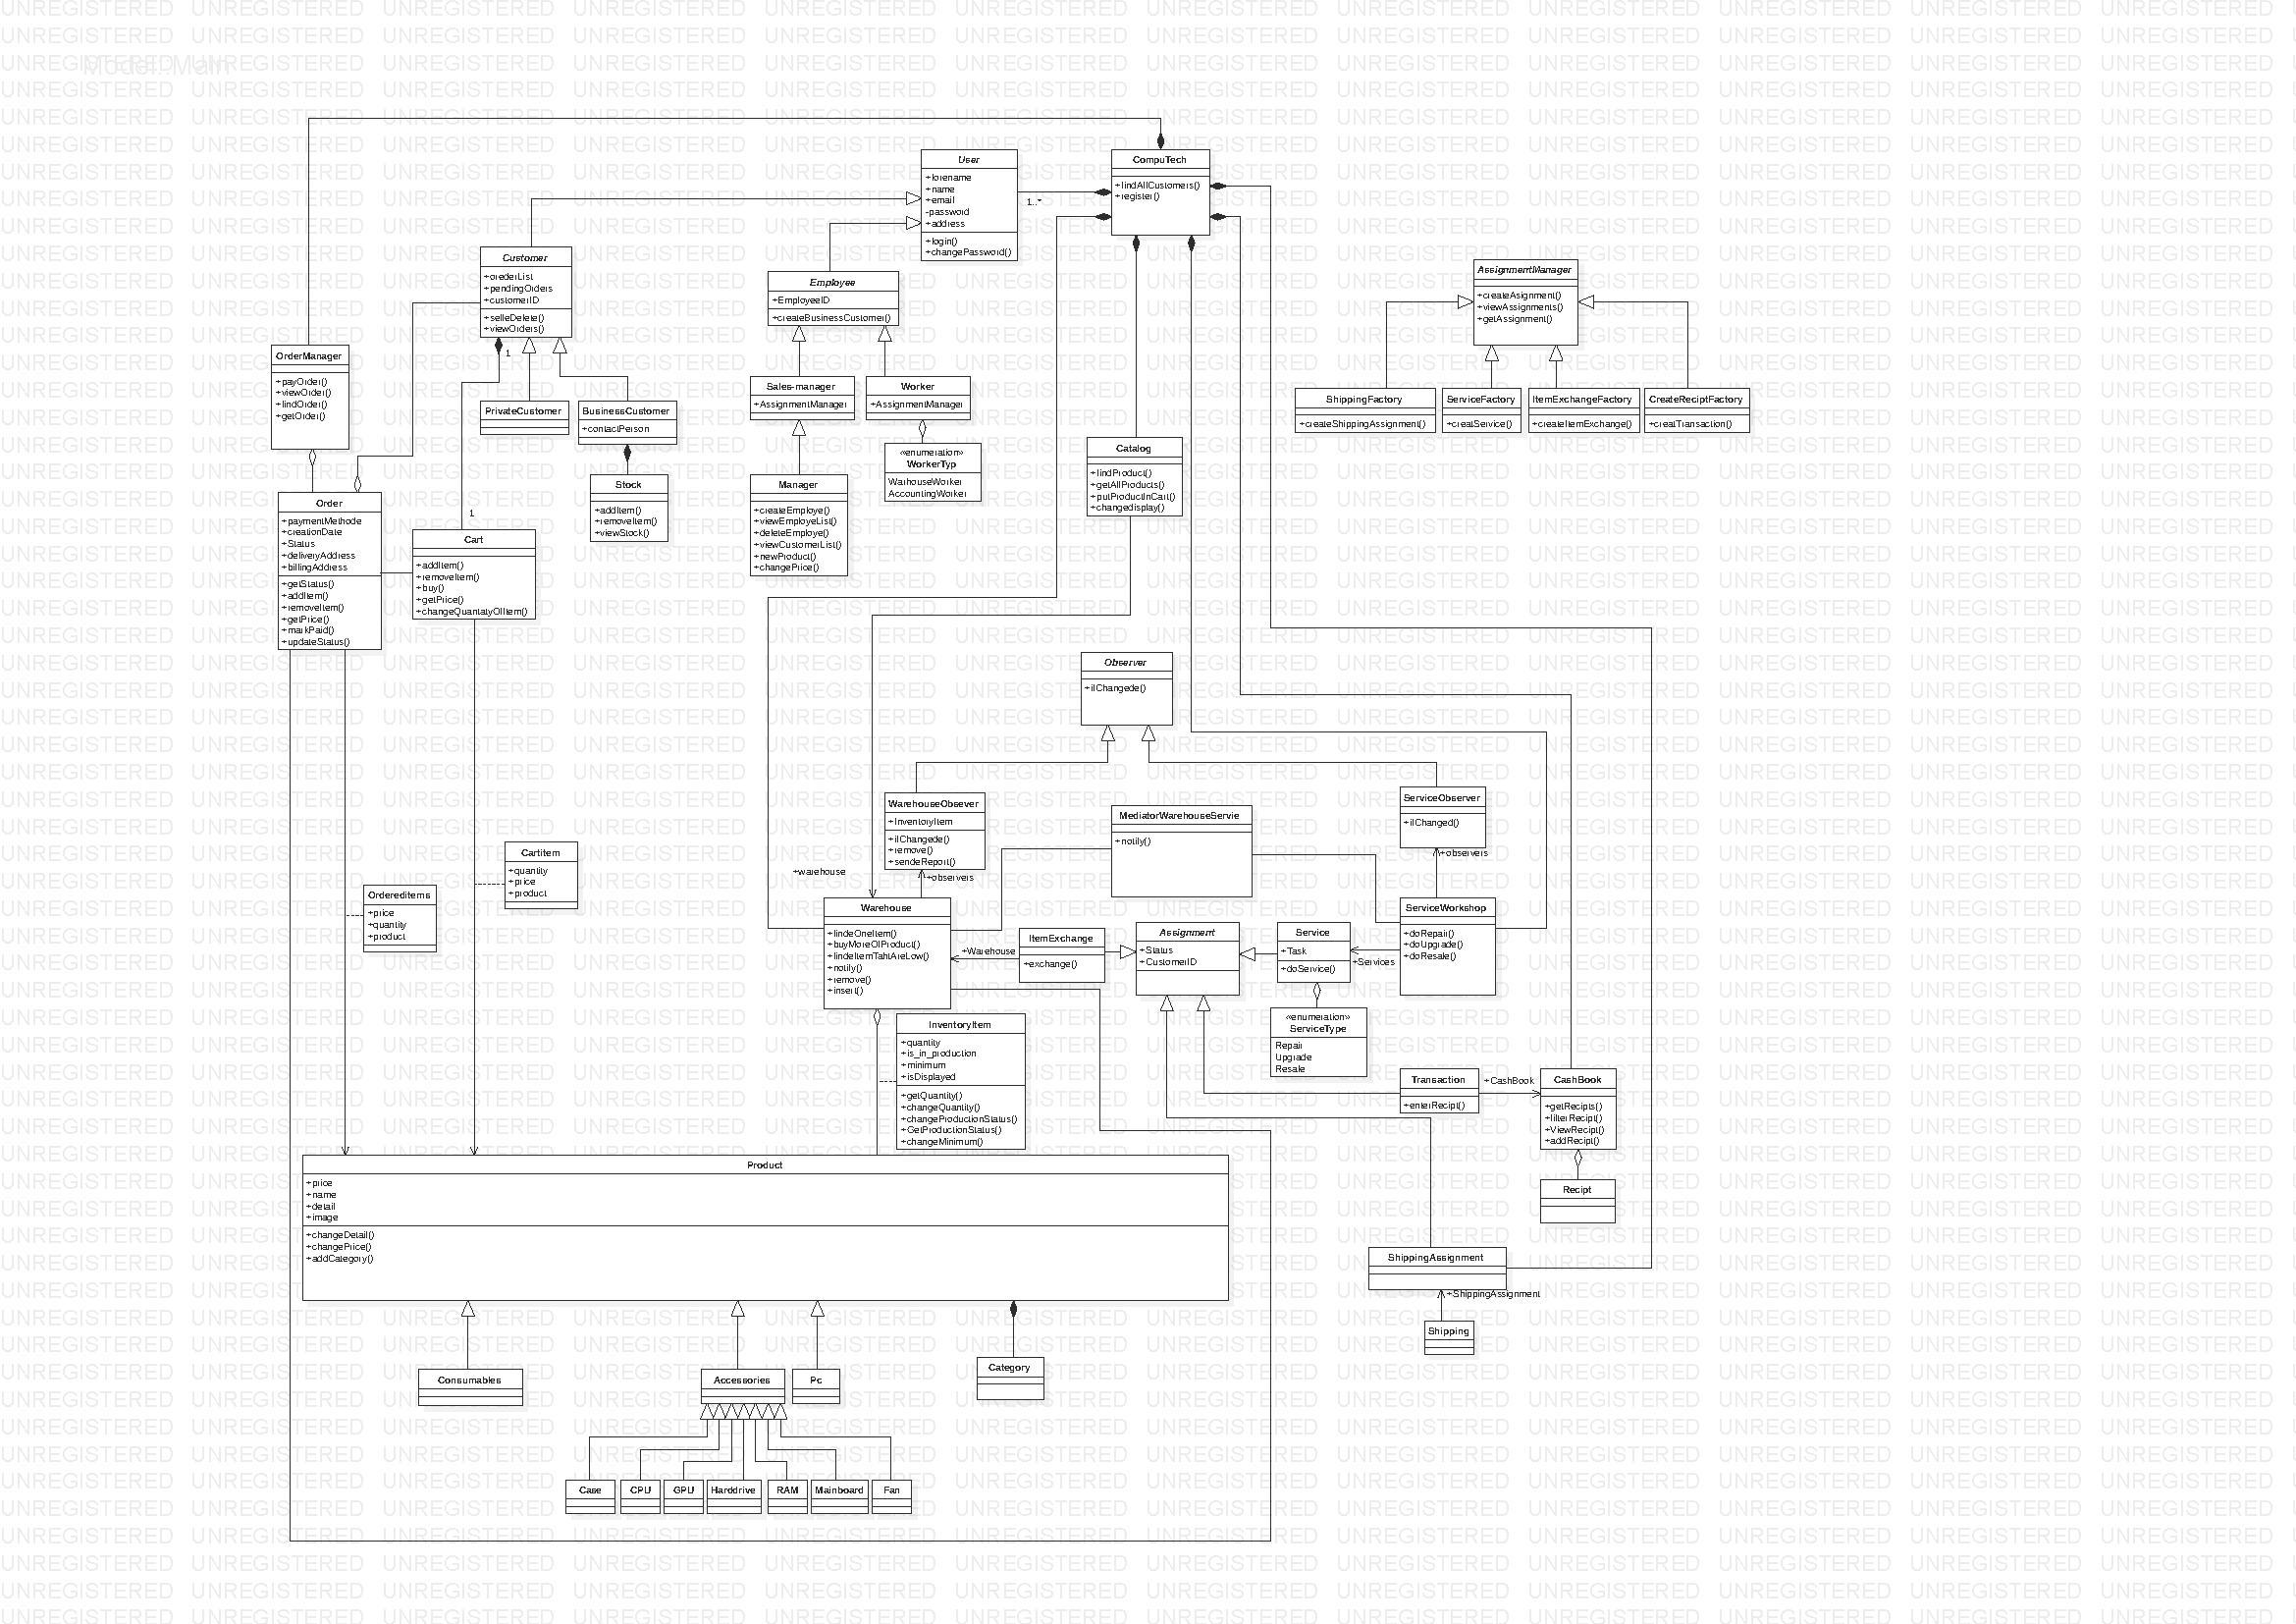 Model::Main
User
+forename
+name
+email
-password
+address
+login()
+changePassword()
CompuTech
+findAllCustomers()
+register()
1..*
Customer
+orederList
+pendingOrders
+customerID
+selfeDelete()
+viewOrders()
1
Employee
+EmployeeID
+createBusinessCustomer()
AssignmentManager
+createAsignment()
+viewAssignments()
+getAssignment()
OrderManager
+payOrder()
+viewOrder()
+findOrder()
+getOrder()
PrivateCustomer
BusinessCustomer
+contactPerson
Sales-manager
+AssignmentManager
Worker
+AssignmentManager
ShippingFactory
+createShippingAssignment()
ServiceFactory
+creatService()
ItemExchangeFactory
+createItemExchange()
CreateReciptFactory
+creatTransaction()
«enumeration»
WorkerTyp
WarhouseWorker
AccountingWorker
Catalog
+findProduct()
+getAllProducts()
+putProductInCart()
+changedisplay()
Stock
+addItem()
+removeItem()
+viewStock()
Manager
+createEmploye()
+viewEmployeList()
+deleteEmploye()
+viewCustomerList()
+newProduct()
+changePrice()
Order
+paymentMethode
+creationDate
+Status
+deliveryAddress
+billingAddress
+getStatus()
+addItem()
+removeItem()
+getPrice()
+markPaid()
+updateStatus()
1
Cart
+addItem()
+removeItem()
+buy()
+getPrice()
+changeQuantatyOfItem()
Observer
+ifChangede()
WarehouseObsever
+InventoryItem
+ifChangede()
+remove()
+sendeReport()
MediatorWarehouseServie
+notify()
ServiceObserver
+ifChanged()
+observers
Cartitem
+quantity
+price
+product
Ordereditems
+price
+quantity
+product
+warehouse
+observers
Warehouse
+findeOneItem()
+buyMoreOfProduct()
+findeItemTahtAreLow()
+notify()
+remove()
+insert()
+Warehouse
ItemExchange
+exchange()
Assignment
+Status
+CustomerID
Service
+Task
+doService()
+Services
ServiceWorkshop
+doRepair()
+doUpgrade()
+doResale()
«enumeration»
ServiceType
Repair
Upgrade
Resale
InventoryItem
+quantity
+is_in_production
+minimum
+isDisplayed
+getQuantity()
+changeQuantity()
+changeProductionStatus()
+GetProductionStatus()
+changeMinimum()
Transaction
+enterRecipt()
+CashBook
CashBook
+getRecipts()
+filterRecipt()
+ViewRecipt()
+addRecipt()
Recipt
Product
+price
+name
+detail
+image
+changeDetail()
+changePrice()
+addCategory()
ShippingAssignment
+ShippingAssignment
Shipping
Consumables
Accessories
Pc
Category
Case
CPU
GPU
Harddrive
RAM
Mainboard
Fan